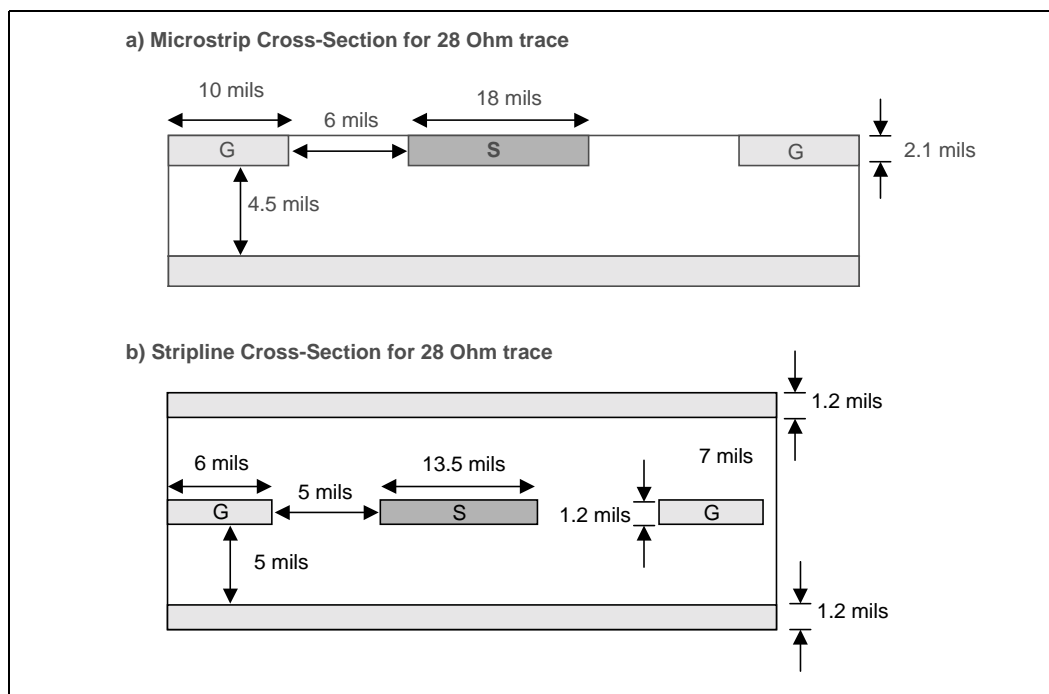 a) Microstrip Cross-Section for 28 Ohm trace
10 mils
18 mils
6 mils
G
S
G
2.1 mils
4.5 mils
b) Stripline Cross-Section for 28 Ohm trace
1.2 mils
6 mils
13.5 mils
7 mils
5 mils
G
S
1.2 mils
G
5 mils
1.2 mils